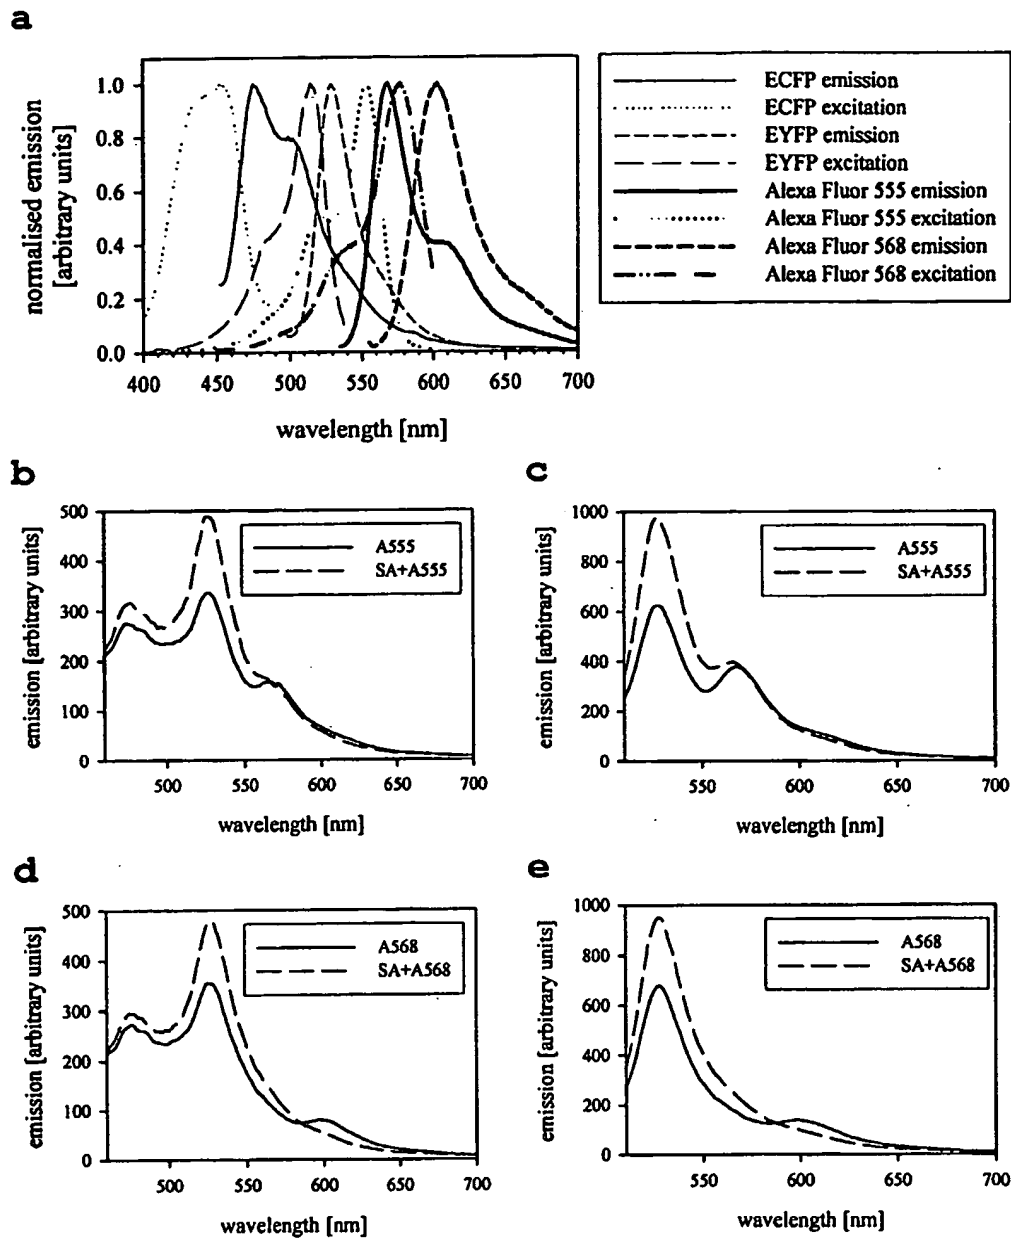 a
normalised emission
[arbitrary units]
1.0
0.8
0.6
0.4
0.2
0.0
400 450 500 550 600 650 700
wavelength [nm]
ECFP emission
ECFP excitation
EYFP emission
EYFP excitation
Alexa Fluor 555 emission
Alexa Fluor 555 excitation
Alexa Fluor 568 emission
Alexa Fluor 568 excitation
b
emission [arbitrary units]
500
400
300
200
100
0
A555
SA+A555
500 550 600 650 700
wavelength [nm]
c
emission [arbitrary units]
1000
800
600
400
200
0
A555
SA+A555
550 600 650 700
wavelength [nm]
d
emission [arbitrary units]
500
400
300
200
100
0
A568
SA+A568
500 550 600 650 700
wavelength [nm]
e
emission [arbitrary units]
1000
800
600
400
200
0
A568
SA+A568
550 600 650 700
wavelength [nm]